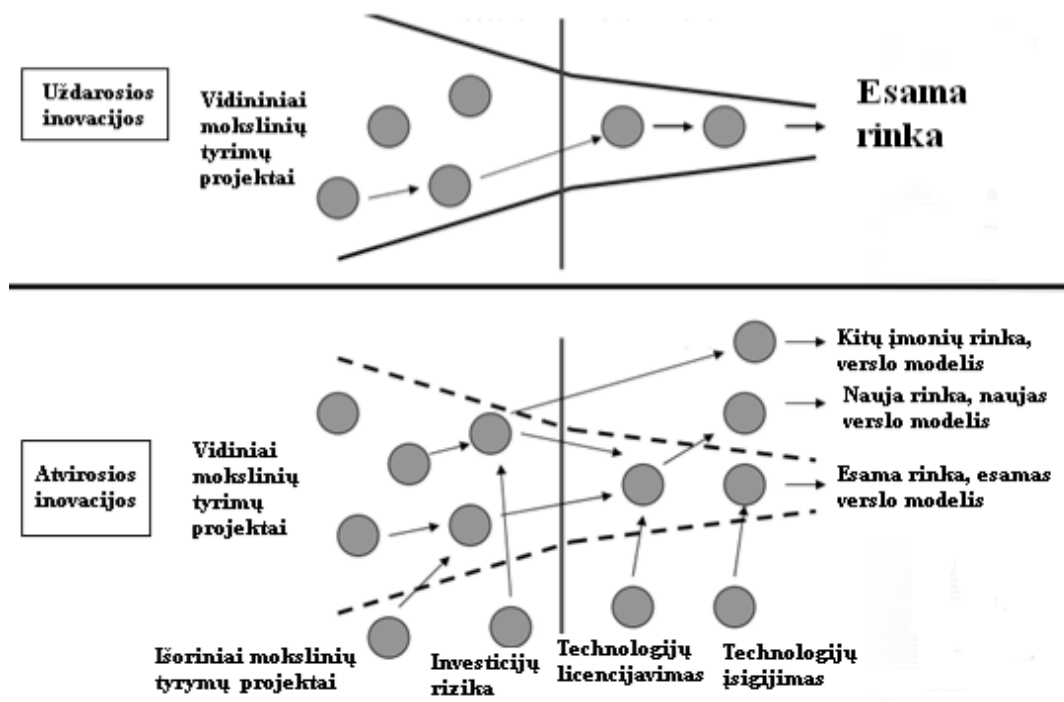 Uždarosios
inovacijos
Vidininiai
mokslinių
tyrimų
projektai
Esama
rinka
Atvirosios
inovacijos
Vidiniai
mokslinių
tyrimų
projektai
Kitų įmonių rinka,
verslo modelis
Nauja rinka, naujas
verslo modelis
Esama rinka, esamas
verslo modelis
Išoriniai mokslinių
tyrymų projektai
Investicijų
rizika
Technologijų
licencijavimas
Technologijų
įsigijimas